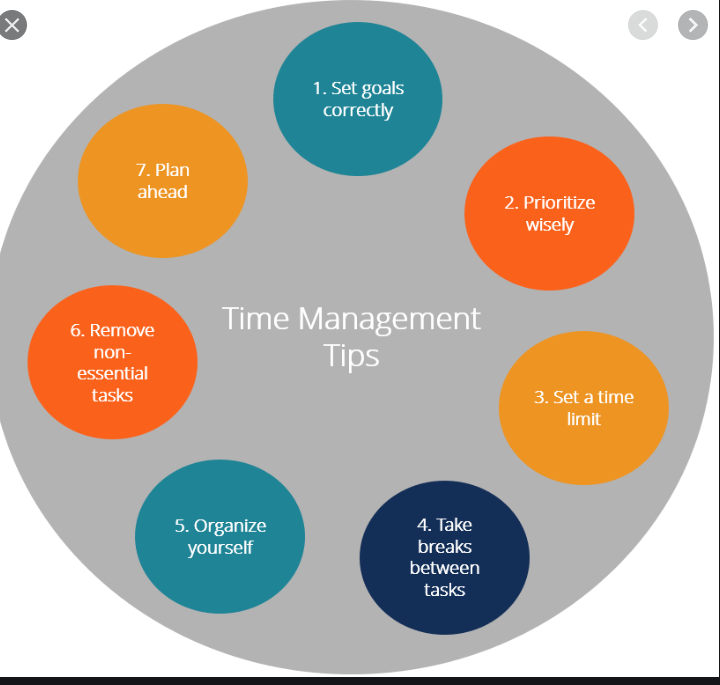 1. Set goals
correctly
2. Prioritize
wisely
3. Set a time
limit
4. Take
breaks
between
tasks
5. Organize
yourself
6. Remove
non-
essential
tasks
7. Plan
ahead
Time Management
Tips